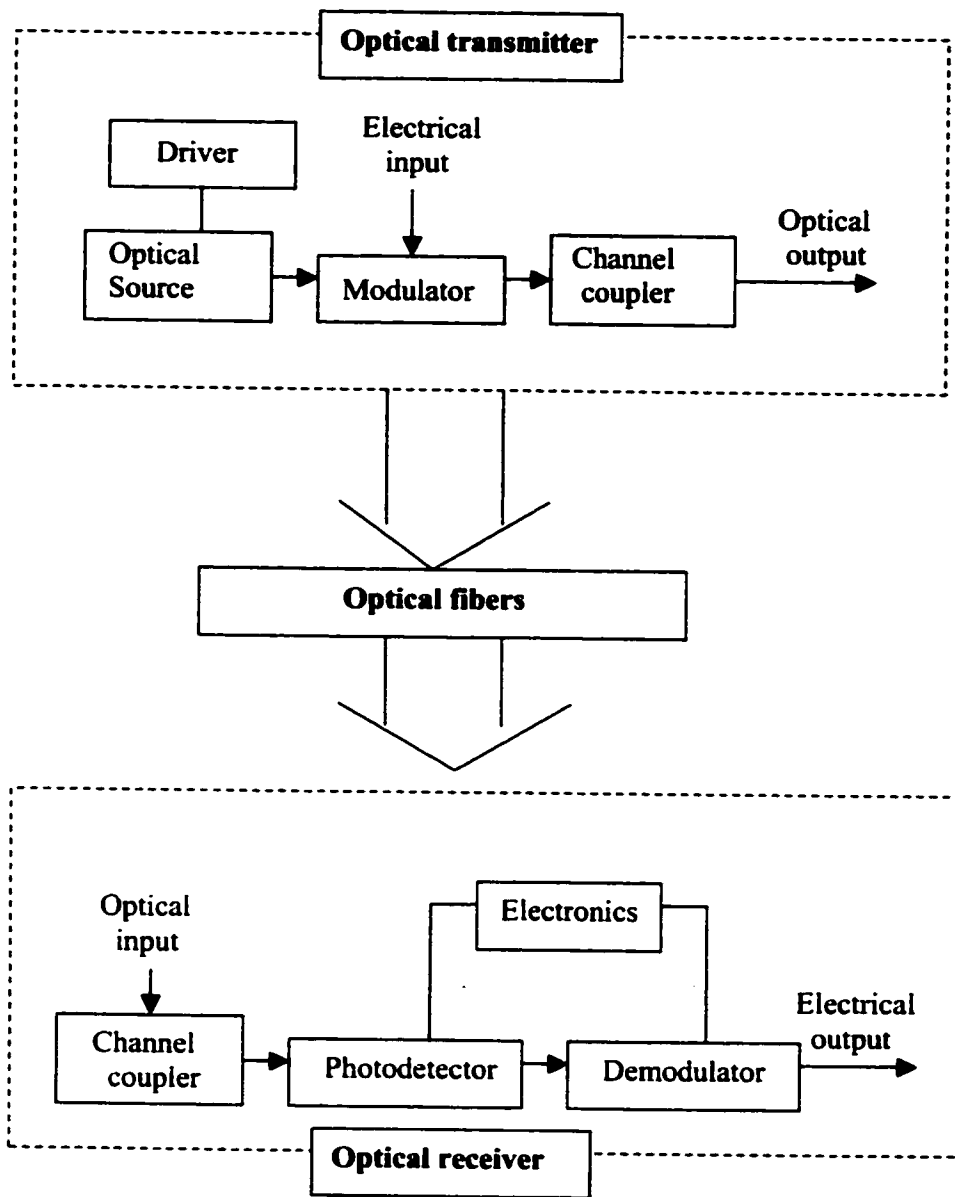 Optical transmitter
Driver
Electrical
input
Optical
Source
Modulator
Channel
coupler
Optical
output
Optical fibers
Optical
input
Electronics
Channel
coupler
Photodetector
Demodulator
Electrical
output
Optical receiver